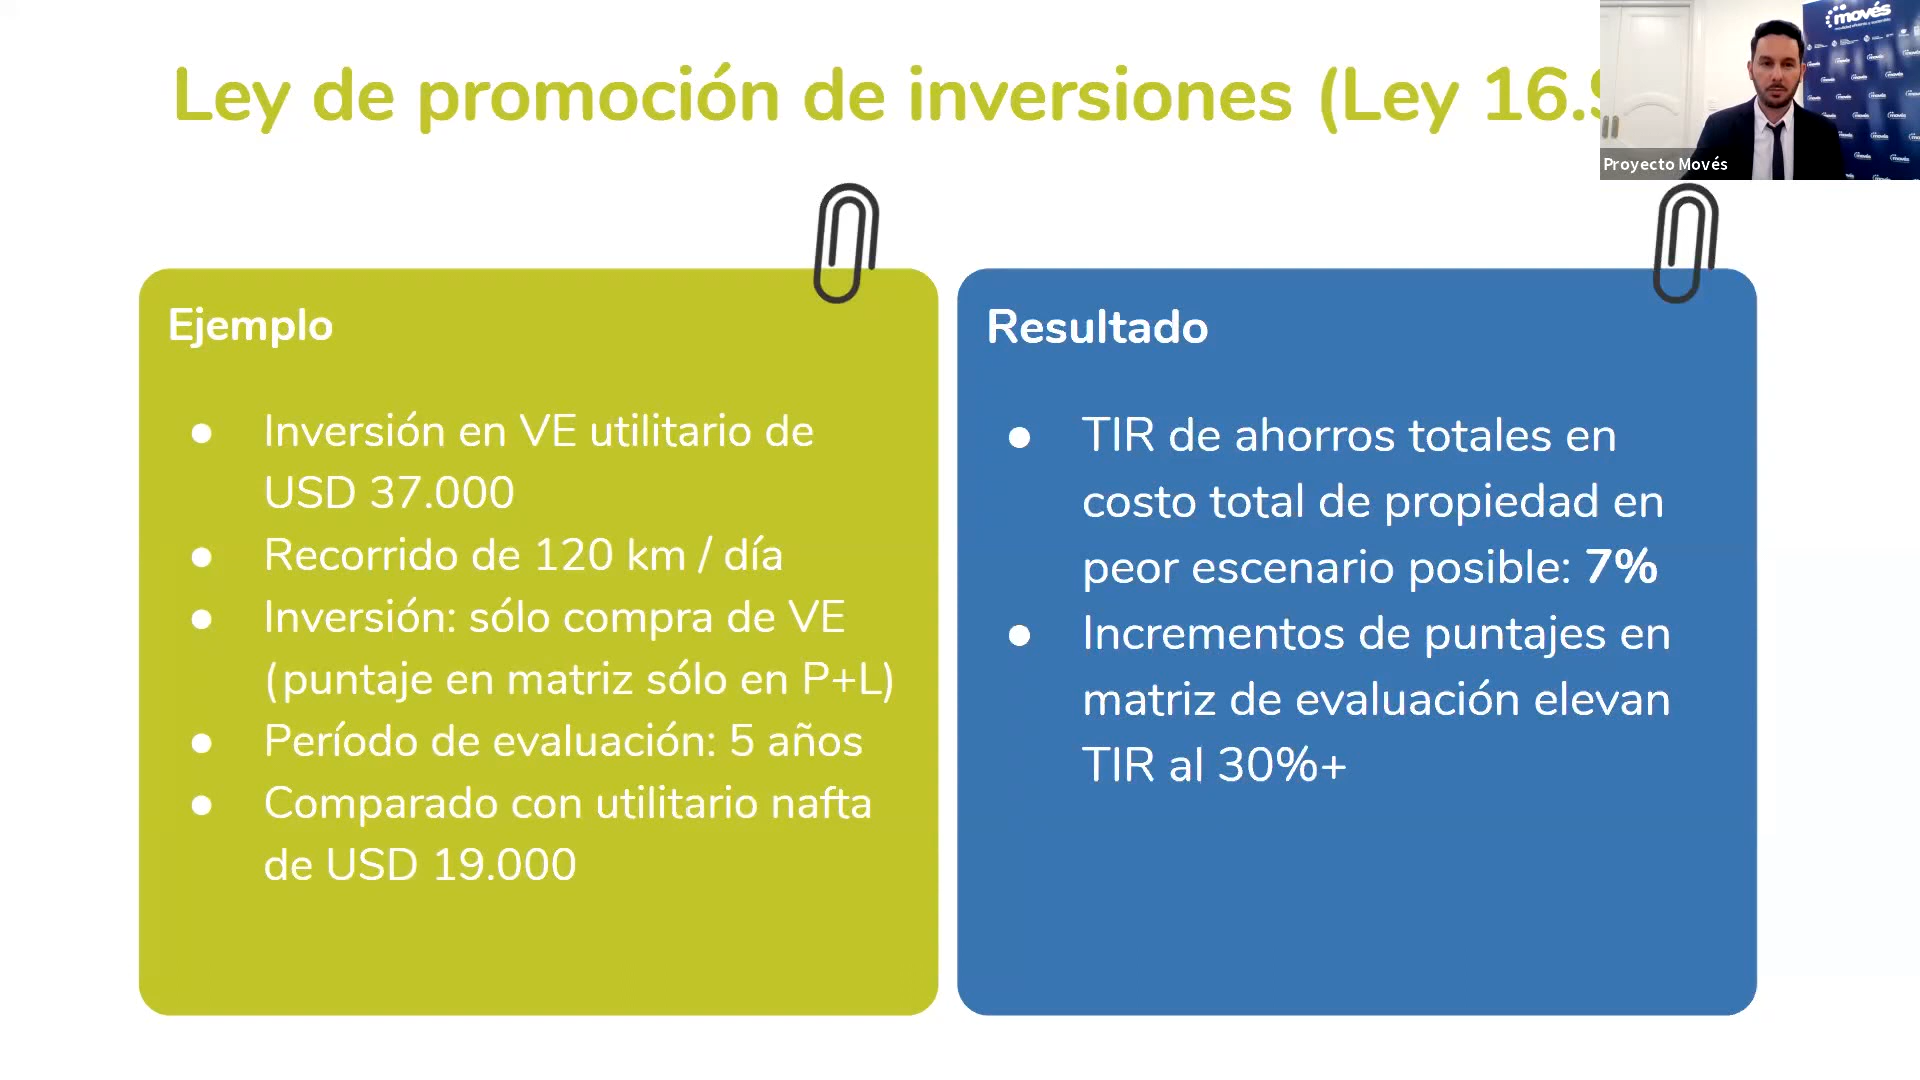 Ley de promoción de inversiones (Ley 16.9
movés
Proyecto Movés
Ejemplo
● Inversión en VE utilitario de
USD 37.000
● Recorrido de 120 km / día
● Inversión: sólo compra de VE
(puntaje en matriz sólo en P+L)
● Período de evaluación: 5 años
● Comparado con utilitario nafta
de USD 19.000
Resultado
● TIR de ahorros totales en
costo total de propiedad en
peor escenario posible: 7%
● Incrementos de puntajes en
matriz de evaluación elevan
TIR al 30%+